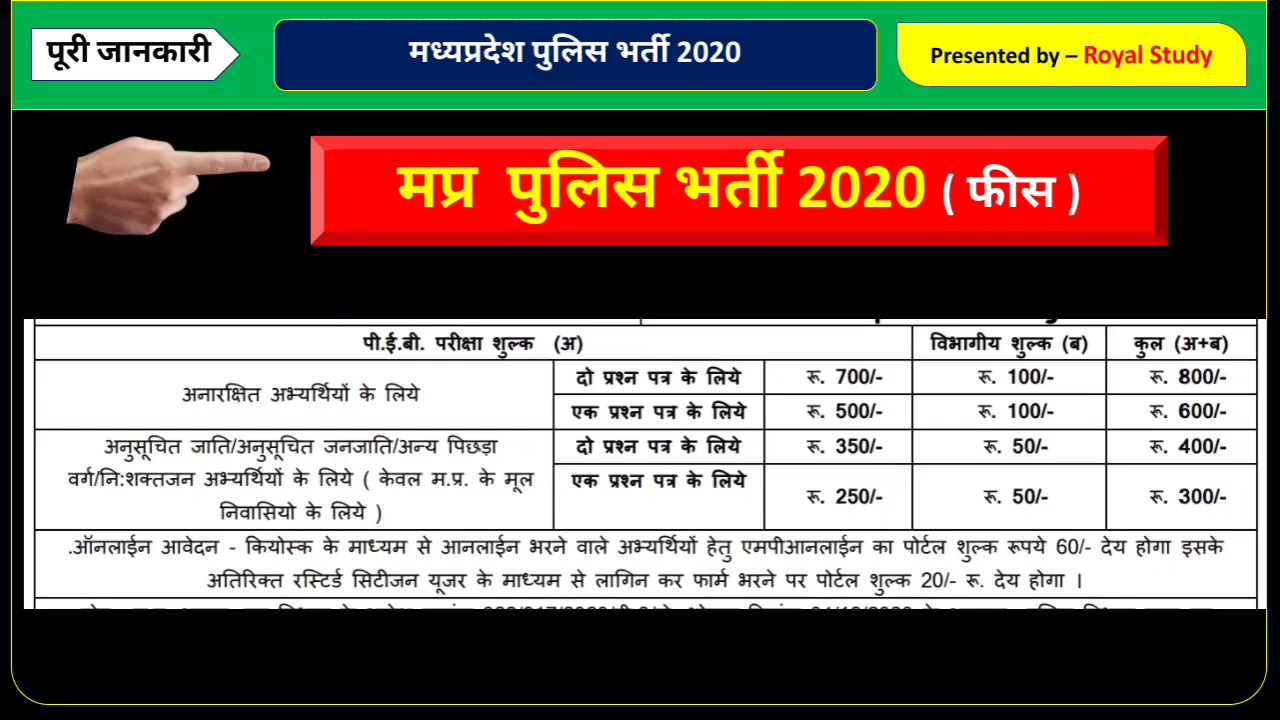 पूरी जानकारी
मध्यप्रदेश पुलिस भर्ती 2020
Presented by – Royal Study
मप्र पुलिस भर्ती 2020 ( फीस )
पी.ई.बी. परीक्षा शुल्क (अ) विभागीय शुल्क (ब) कुल (अ+ब)
अनारक्षित अभ्यर्थियों के लिये
दो प्रश्न पत्र के लिये रू. 700/- रू. 100/- रू. 800/-
एक प्रश्न पत्र के लिये रू. 500/- रू. 100/- रू. 600/-
अनुसूचित जाति/अनुसूचित जनजाति/अन्य पिछड़ा
वर्ग/नि:शक्तजन अभ्यर्थियों के लिये ( केवल म.प्र. के मूल
निवासियो के लिये )
दो प्रश्न पत्र के लिये रू. 350/- रू. 50/- रू. 400/-
एक प्रश्न पत्र के लिये रू. 250/- रू. 50/- रू. 300/-
.ऑनलाईन आवेदन - कियोस्क के माध्यम से आनलाईन भरने वाले अभ्यर्थियों हेतु एमपीआनलाईन का पोर्टल शुल्क रूपये 60/- देय होगा इसके
अतिरिक्त रस्टिर्ड सिटीजन यूजर के माध्यम से लागिन कर फार्म भरने पर पोर्टल शुल्क 20/- रू. देय होगा ।